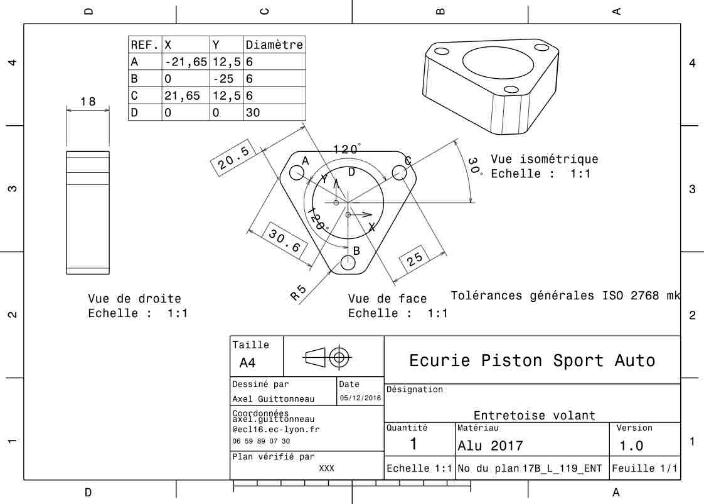 D C B A
REF. X Y Diamètre
A -21,65 12,5 6
B 0 -25 6
C 21,65 12,5 6
D 0 0 30
4 4
18
20.5
120°
A
D
C
Y
30°
Vue isométrique
Echelle : 1:1
3 3
120°
X
30.6
B
25
R5
Vue de droite
Echelle : 1:1
Vue de face
Echelle : 1:1
Tolérances générales ISO 2768 mk
2 2
Taille
A4
Ecurie Piston Sport Auto
Dessiné par
Axel Guittonneau
Date
05/12/2016
Désignation
Entretoise volant
Coordonnées
axel.guittonneau
@ecl16.ec-lyon.fr
06 59 89 07 30
Quantité
1
Matériau
Alu 2017
Version
1.0
1 1
Plan vérifié par
XXX
Echelle 1:1
No du plan 17B_L_119_ENT
Feuille 1/1
D A